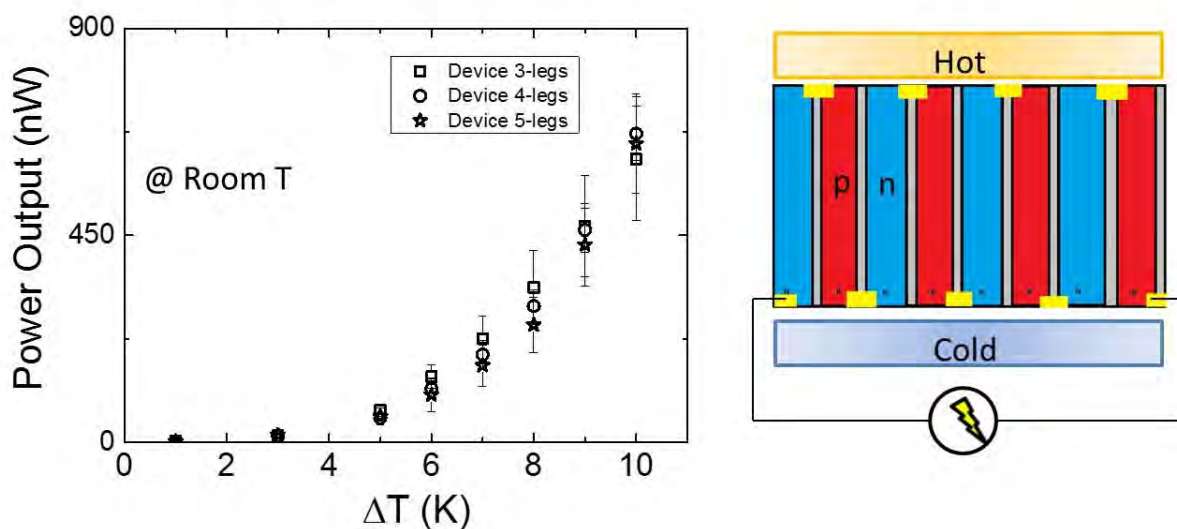 900
450
0
Power Output (nW)
Device 3-legs
Device 4-legs
Device 5-legs
@ Room T
0 2 4 6 8 10
ΔT (K)
Hot
p n
Cold